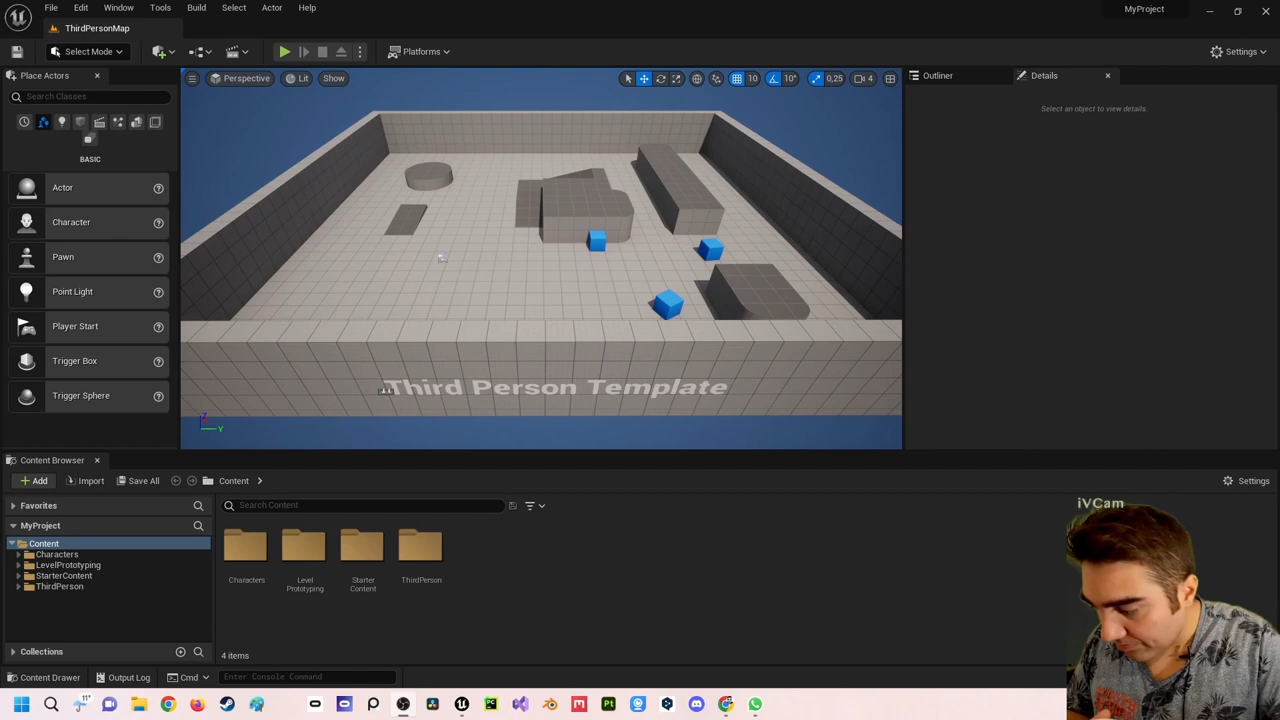 File Edit Window Tools Build Select Actor Help
MyProject
ThirdPersonMap
Select Mode
Platforms
Settings
Place Actors
Search Classes
BASIC
Actor
Character
Pawn
Point Light
Player Start
Trigger Box
Trigger Sphere
Perspective Lit Show
10 10° 0,25 4
Third Person Template
Z
Y
Outliner Details
Select an object to view details.
Content Browser
Add Import Save All Content
Settings
Favorites
Search Content
MyProject
Content
Characters
LevelPrototyping
StarterContent
ThirdPerson
Characters
Level
Prototyping
Starter
Content
ThirdPerson
Collections
4 items
Content Drawer Output Log Cmd Enter Console Command
iVCam
11°